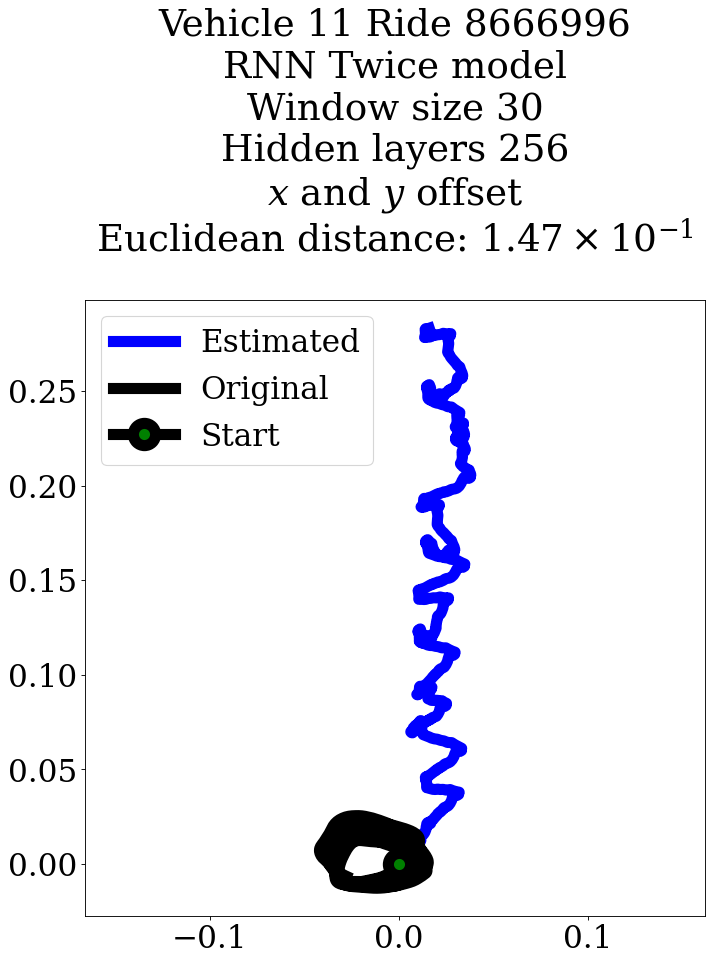 Vehicle 11 Ride 8666996
RNN Twice model
Window size 30
Hidden layers 256
x and y offset
Euclidean distance: 1.47 × 10⁻¹
Estimated
Original
Start
0.25
0.20
0.15
0.10
0.05
0.00
−0.1
0.0
0.1